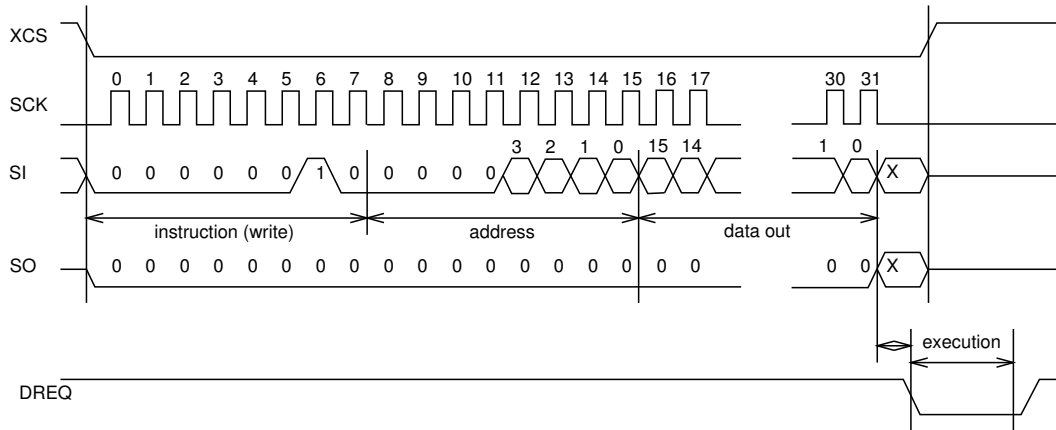 XCS
0 1 2 3 4 5 6 7 8 9 10 11 12 13 14 15 16 17 30 31
SCK
3 2 1 0 15 14 1 0
SI 0 0 0 0 0 0 1 0 0 0 0 0 X
instruction (write) address data out
SO 0 0 0 0 0 0 0 0 0 0 0 0 0 0 0 0 0 0 0 0 X
execution
DREQ